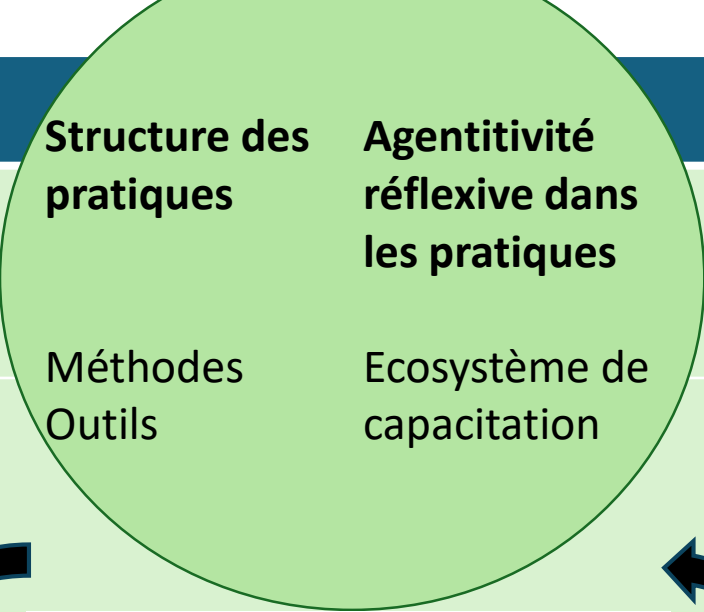 Structure des
pratiques
Agentitivité
réflexive dans
les pratiques
Méthodes
Outils
Ecosystème de
capacitation